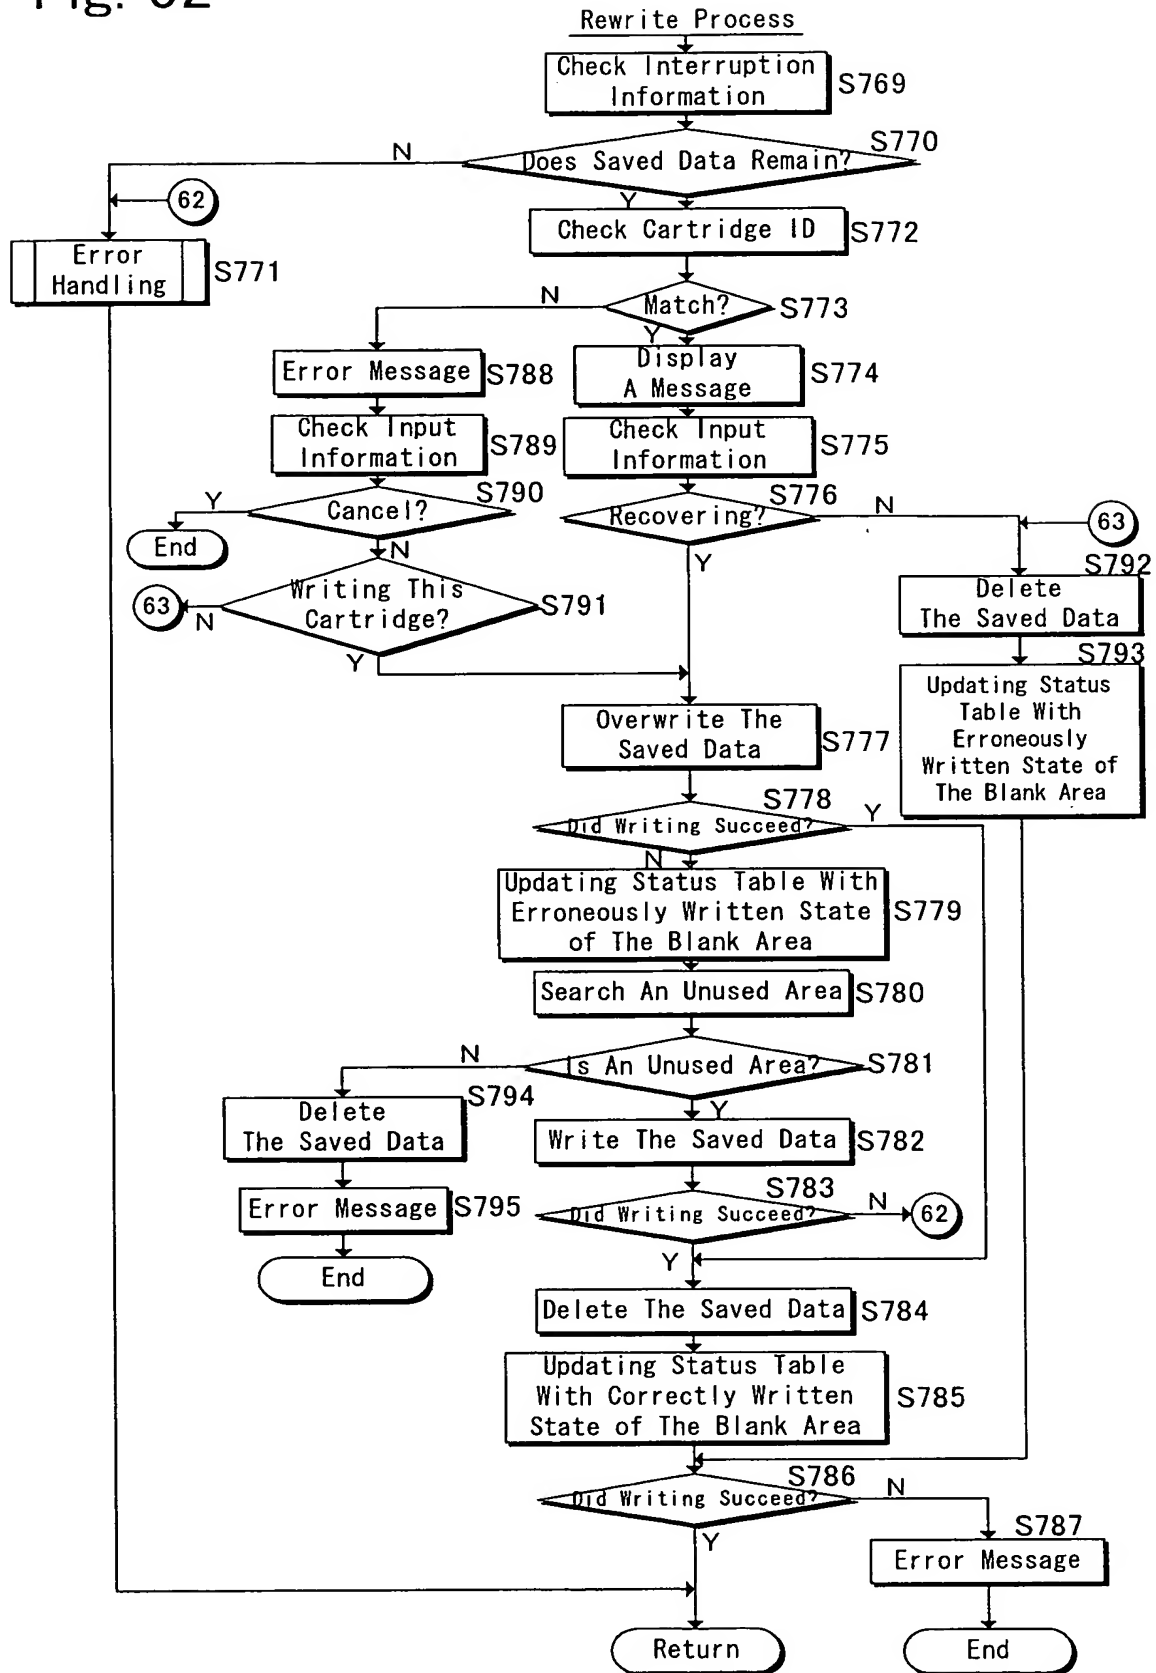 Fig. 62
Rewrite Process
Check Interruption
Information
S769
S770
N
Does Saved Data Remain?
62
Y
Check Cartridge ID
S772
Error
Handling
S771
N
Match?
S773
Y
Error Message
S788
Display
A Message
S774
Check Input
Information
S789
Check Input
Information
S775
Y
S790
Cancel?
S776
Recovering?
N
63
End
N
Y
S792
Delete
The Saved Data
63
N
Writing This
Cartridge?
S791
Y
S793
Updating Status
Table With
Erroneously
Written State of
The Blank Area
Overwrite The
Saved Data
S777
S778
Did Writing Succeed?
Y
N
Updating Status Table With
Erroneously Written State
of The Blank Area
S779
Search An Unused Area
S780
N
Is An Unused Area?
S781
Y
S794
Delete
The Saved Data
Write The Saved Data
S782
S783
Error Message
S795
Did Writing Succeed?
N
62
Y
End
Delete The Saved Data
S784
Updating Status Table
With Correctly Written
State of The Blank Area
S785
S786
Did Writing Succeed?
N
Y
S787
Error Message
Return
End